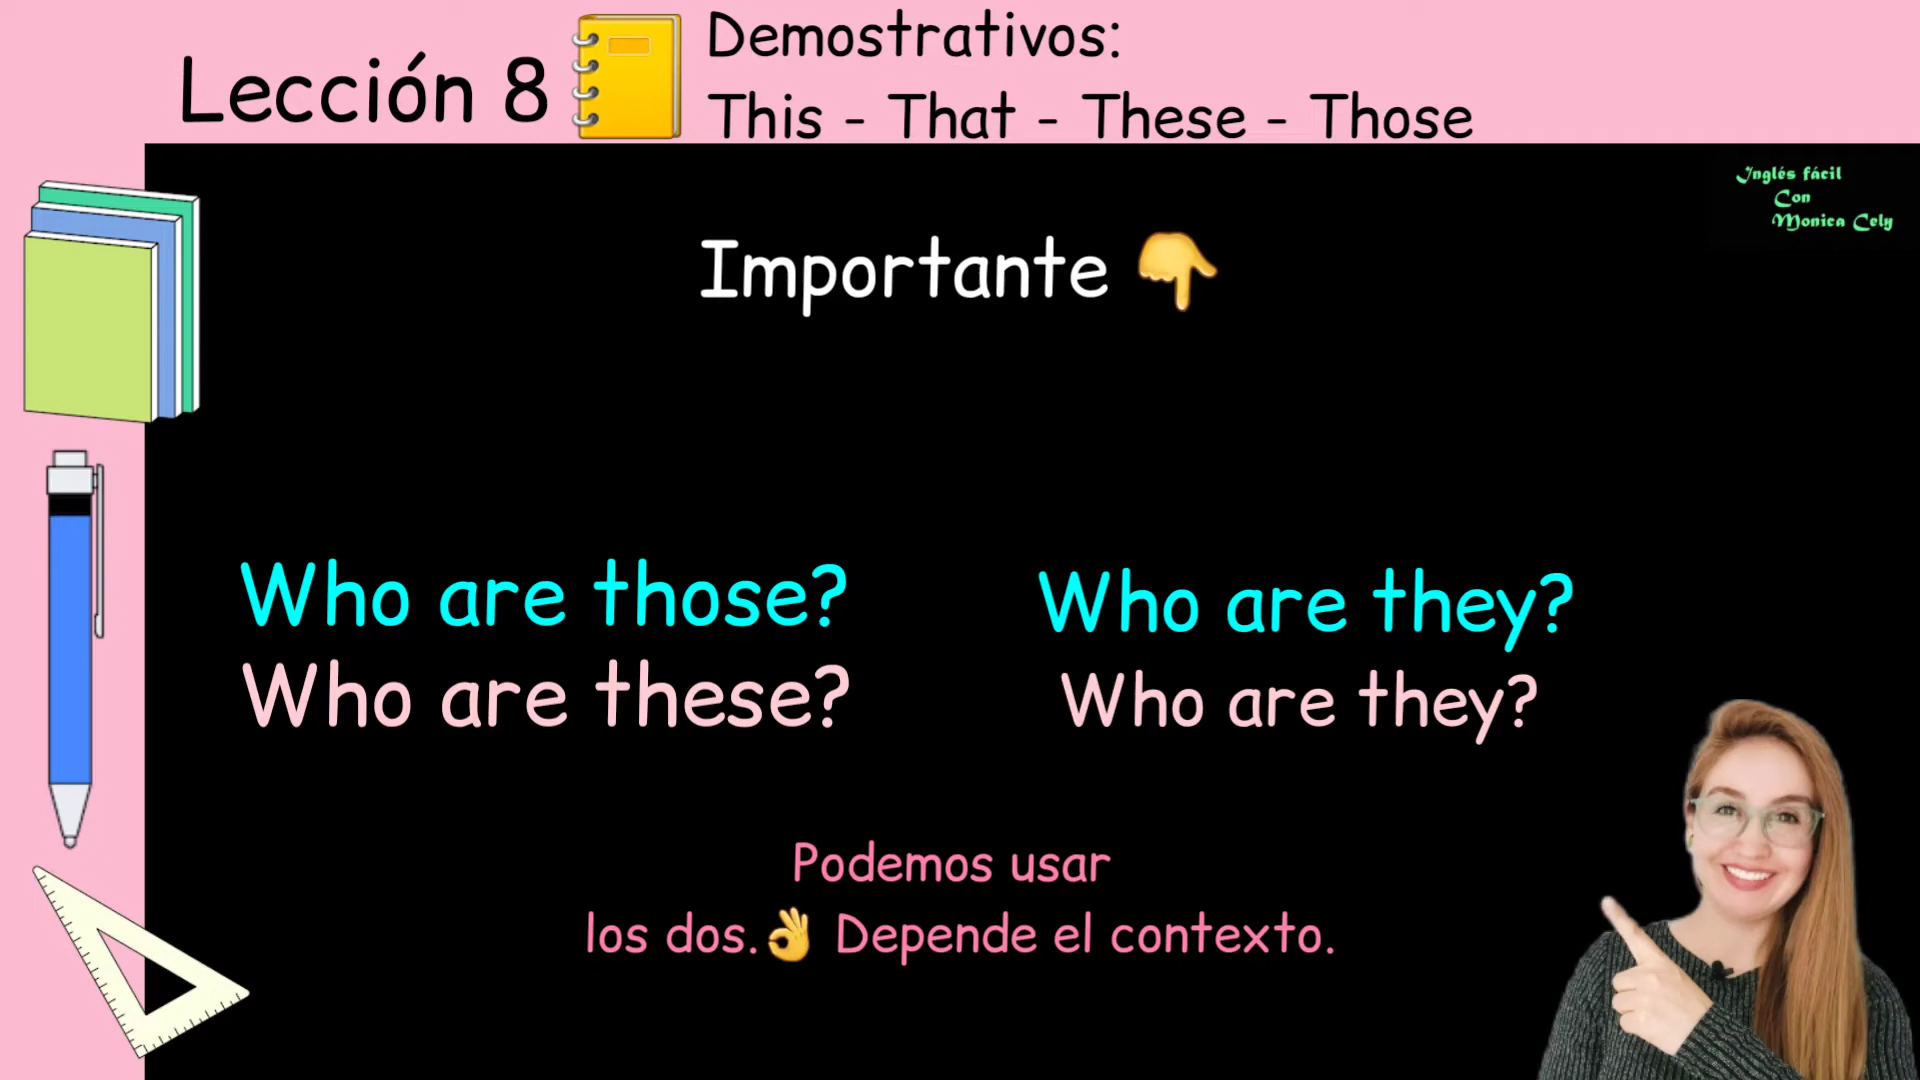 Lección 8
Demostrativos:
This - That - These - Those
Inglés fácil
Con
Monica Cely
Importante
Who are those?
Who are these?
Who are they?
Who are they?
Podemos usar
los dos. Depende el contexto.